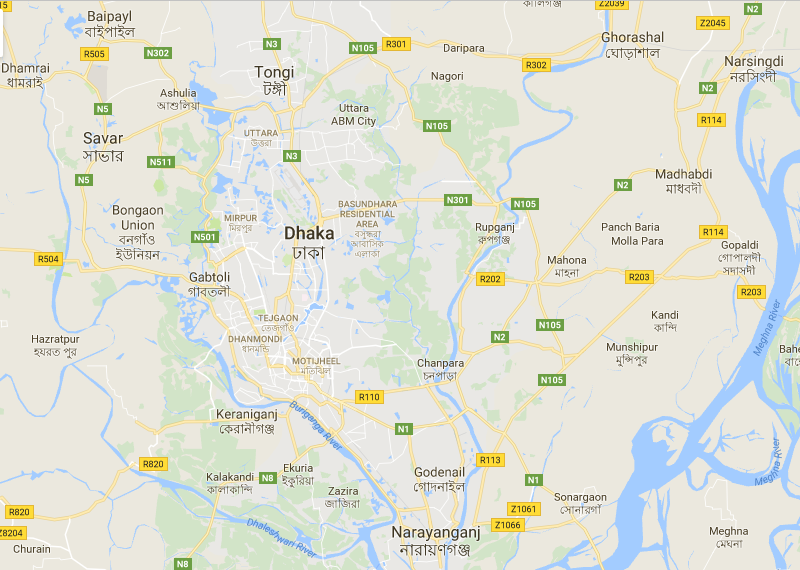 15
Baipayl
বাইপাইল
কালিগঞ্জ
Z2039
N2
Z2045
R505
N302
N3
N105
R301
Daripara
Ghorashal
ঘোড়াশাল
R302
Narsingdi
নরসিংদী
Dhamrai
ধামরাই
Tongi
টঙ্গী
Nagori
N2
Ashulia
আশুলিয়া
N5
Uttara
ABM City
R114
Savar
সাভার
UTTARA
উত্তরা
N105
N511
N3
N5
Madhabdi
মাধবদী
N2
BASUNDHARA
RESIDENTIAL
AREA
বসুন্ধরা
আবাসিক
এলাকা
N301
N105
Bongaon
Union
বনগাঁও
ইউনিয়ন
MIRPUR
মিরপুর
N501
Dhaka
ঢাকা
Rupganj
রুপগঞ্জ
Panch Baria
Molla Para
R114
Gopaldi
গোপালদী
সদাসদী
R504
Gabtoli
গাবতলী
R202
Mahona
মাহনা
R203
R203
TEJGAON
তেজগাঁও
DHANMONDI
ধানমন্ডি
N105
Kandi
কান্দি
Meghna River
Hazratpur
হযরত পুর
N2
Munshipur
মুন্সিপুর
MOTIJHEEL
মতিঝিল
Chanpara
চনপাড়া
N105
R110
Keraniganj
কেরানীগঞ্জ
Buriganga River
N1
R820
Ekuria
ইকুরিয়া
Kalakandi
কালাকান্দি
N8
Godenail
গোদনাইল
R113
N1
Meghna River
Zazira
জাজিরা
Sonargaon
সোনারগাঁ
R820
Z8204
Churain
Dhaleshwari River
Z1061
Z1066
Narayanganj
নারায়ণগঞ্জ
Meghna
মেঘনা
N8